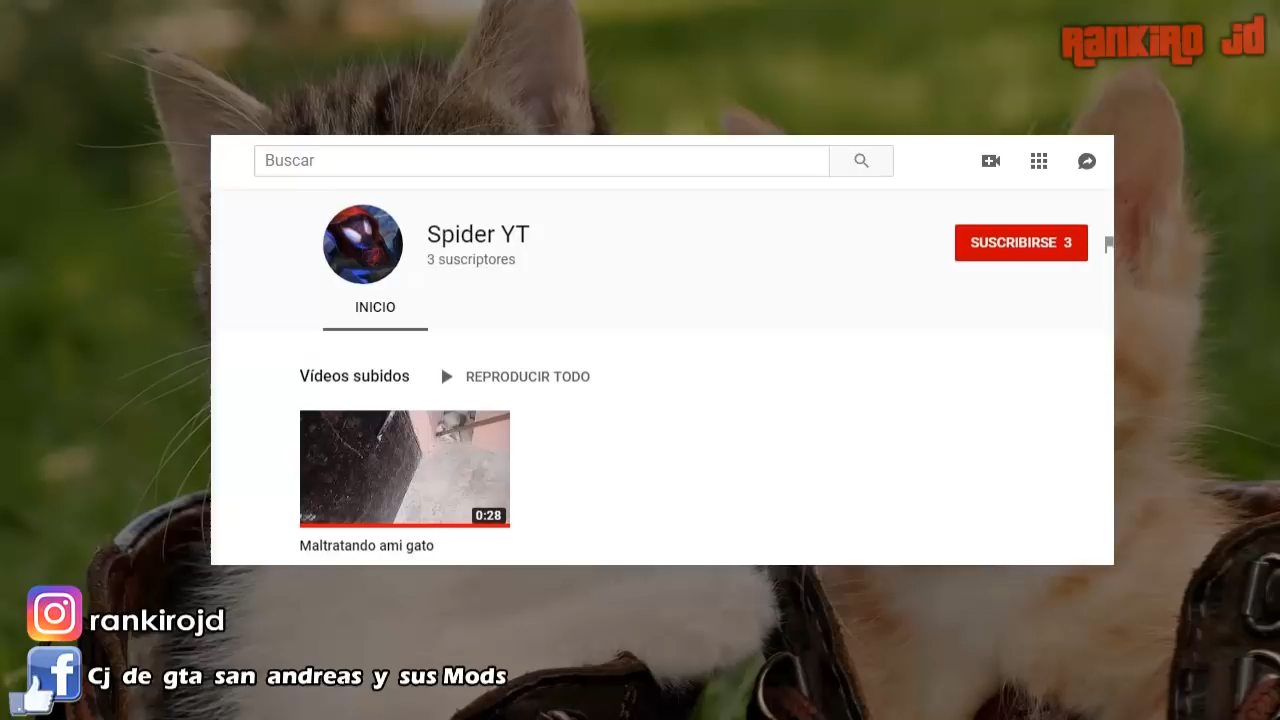 RANKIRO JD
Buscar
Spider YT
3 suscriptores
SUSCRIBIRSE 3
INICIO
Vídeos subidos
REPRODUCIR TODO
0:28
Maltratando ami gato
rankirojd
Cj de gta san andreas y sus Mods